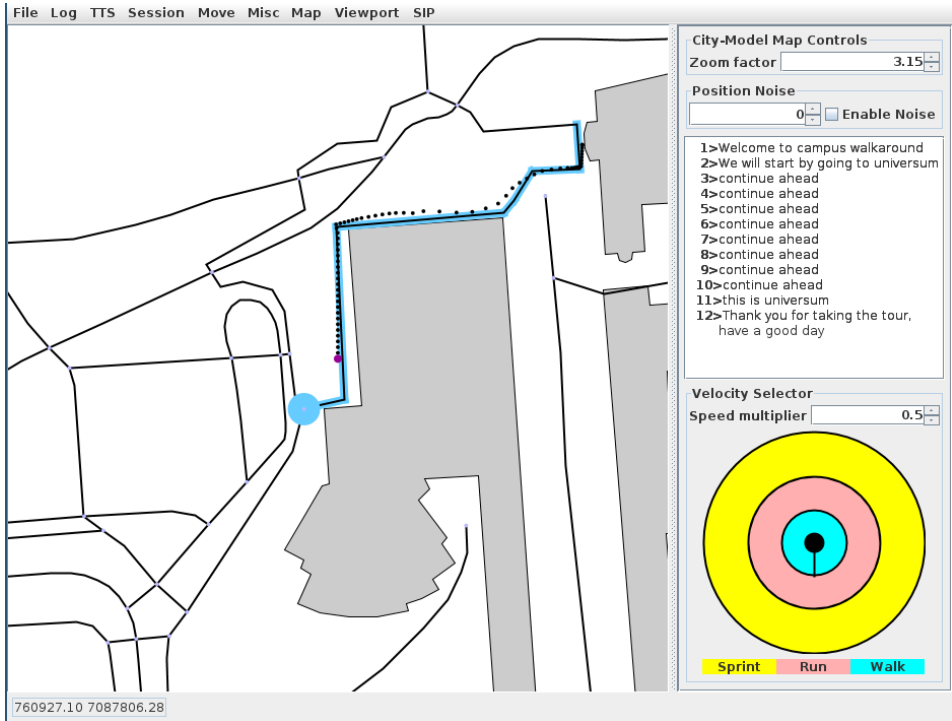 File Log TTS Session Move Misc Map Viewport SIP
City-Model Map Controls
Zoom factor 3.15
Position Noise
0 Enable Noise
1>Welcome to campus walkaround
2>We will start by going to universum
3>continue ahead
4>continue ahead
5>continue ahead
6>continue ahead
7>continue ahead
8>continue ahead
9>continue ahead
10>continue ahead
11>this is universum
12>Thank you for taking the tour,
have a good day
Velocity Selector
Speed multiplier 0.5
Sprint Run Walk
760927.10 7087806.28